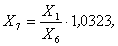 X₇ = X₁/X₆ · 1,0323,